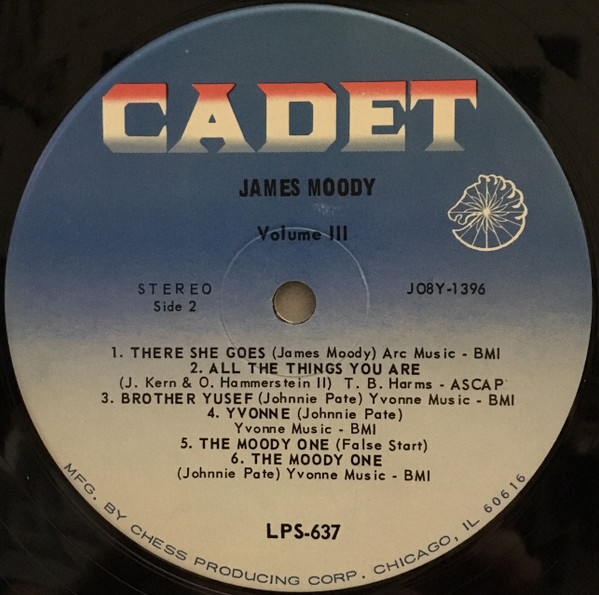 CADET
JAMES MOODY
Volume III
STEREO
Side 2
JO8Y-1396
1. THERE SHE GOES (James Moody) Arc Music - BMI
2. ALL THE THINGS YOU ARE
(J. Kern & O. Hammerstein II) T. B. Harms - ASCAP
3. BROTHER YUSEF (Johnnie Pate) Yvonne Music - BMI
4. YVONNE (Johnnie Pate)
Yvonne Music - BMI
5. THE MOODY ONE (False Start)
6. THE MOODY ONE
(Johnnie Pate) Yvonne Music - BMI
LPS-637
MFG. BY CHESS PRODUCING CORP. CHICAGO, IL 60616